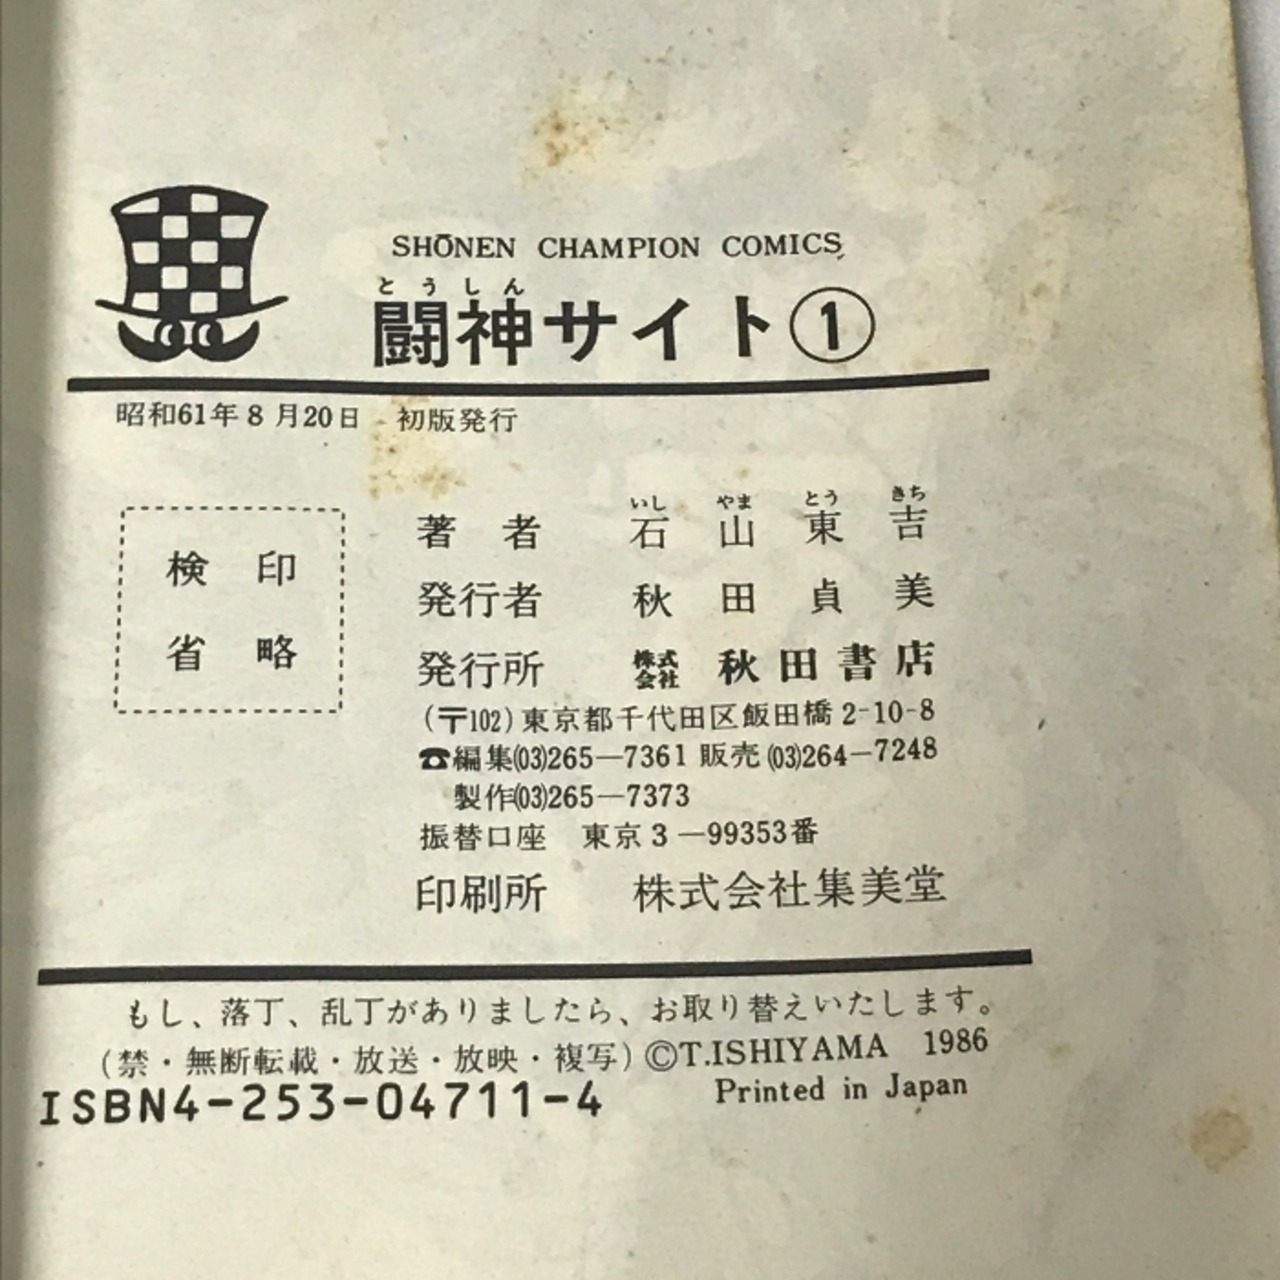 SHŌNEN CHAMPION COMICS
とうしん
闘神サイト①
昭和61年8月20日 初版発行
検印
省略
いし やま とう きち
著者 石山東吉
発行者 秋田貞美
発行所 株式会社 秋田書店
(〒102)東京都千代田区飯田橋2-10-8
☎編集(03)265―7361 販売(03)264―7248
製作(03)265―7373
振替口座 東京3―99353番
印刷所 株式会社集美堂
もし、落丁、乱丁がありましたら、お取り替えいたします。
(禁・無断転載・放送・放映・複写)©T.ISHIYAMA 1986
ISBN4-253-04711-4
Printed in Japan